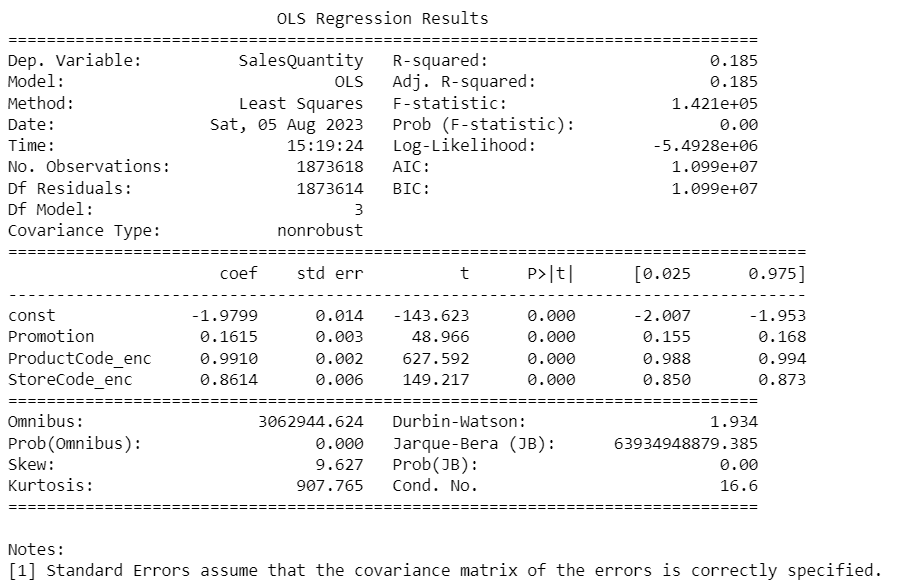 OLS Regression Results
==============================================================================
Dep. Variable: SalesQuantity R-squared: 0.185
Model: OLS Adj. R-squared: 0.185
Method: Least Squares F-statistic: 1.421e+05
Date: Sat, 05 Aug 2023 Prob (F-statistic): 0.00
Time: 15:19:24 Log-Likelihood: -5.4928e+06
No. Observations: 1873618 AIC: 1.099e+07
Df Residuals: 1873614 BIC: 1.099e+07
Df Model: 3
Covariance Type: nonrobust
===================================================================================
coef std err t P>|t| [0.025 0.975]
-----------------------------------------------------------------------------------
const -1.9799 0.014 -143.623 0.000 -2.007 -1.953
Promotion 0.1615 0.003 48.966 0.000 0.155 0.168
ProductCode_enc 0.9910 0.002 627.592 0.000 0.988 0.994
StoreCode_enc 0.8614 0.006 149.217 0.000 0.850 0.873
==============================================================================
Omnibus: 3062944.624 Durbin-Watson: 1.934
Prob(Omnibus): 0.000 Jarque-Bera (JB): 63934948879.385
Skew: 9.627 Prob(JB): 0.00
Kurtosis: 907.765 Cond. No. 16.6
==============================================================================
Notes:
[1] Standard Errors assume that the covariance matrix of the errors is correctly specified.